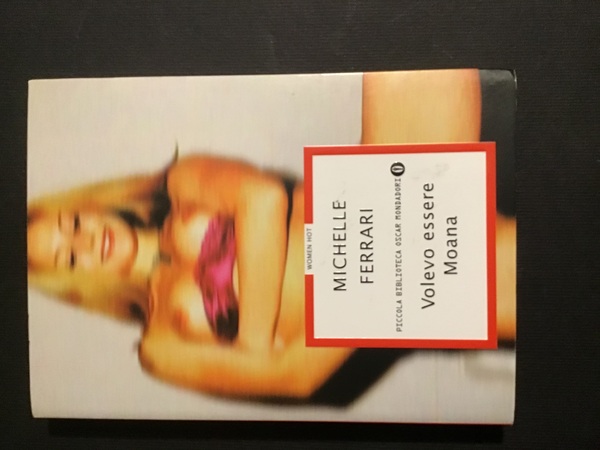 WOMEN HOT
MICHELLE
FERRARI
PICCOLA BIBLIOTECA OSCAR MONDADORI
Volevo essere
Moana